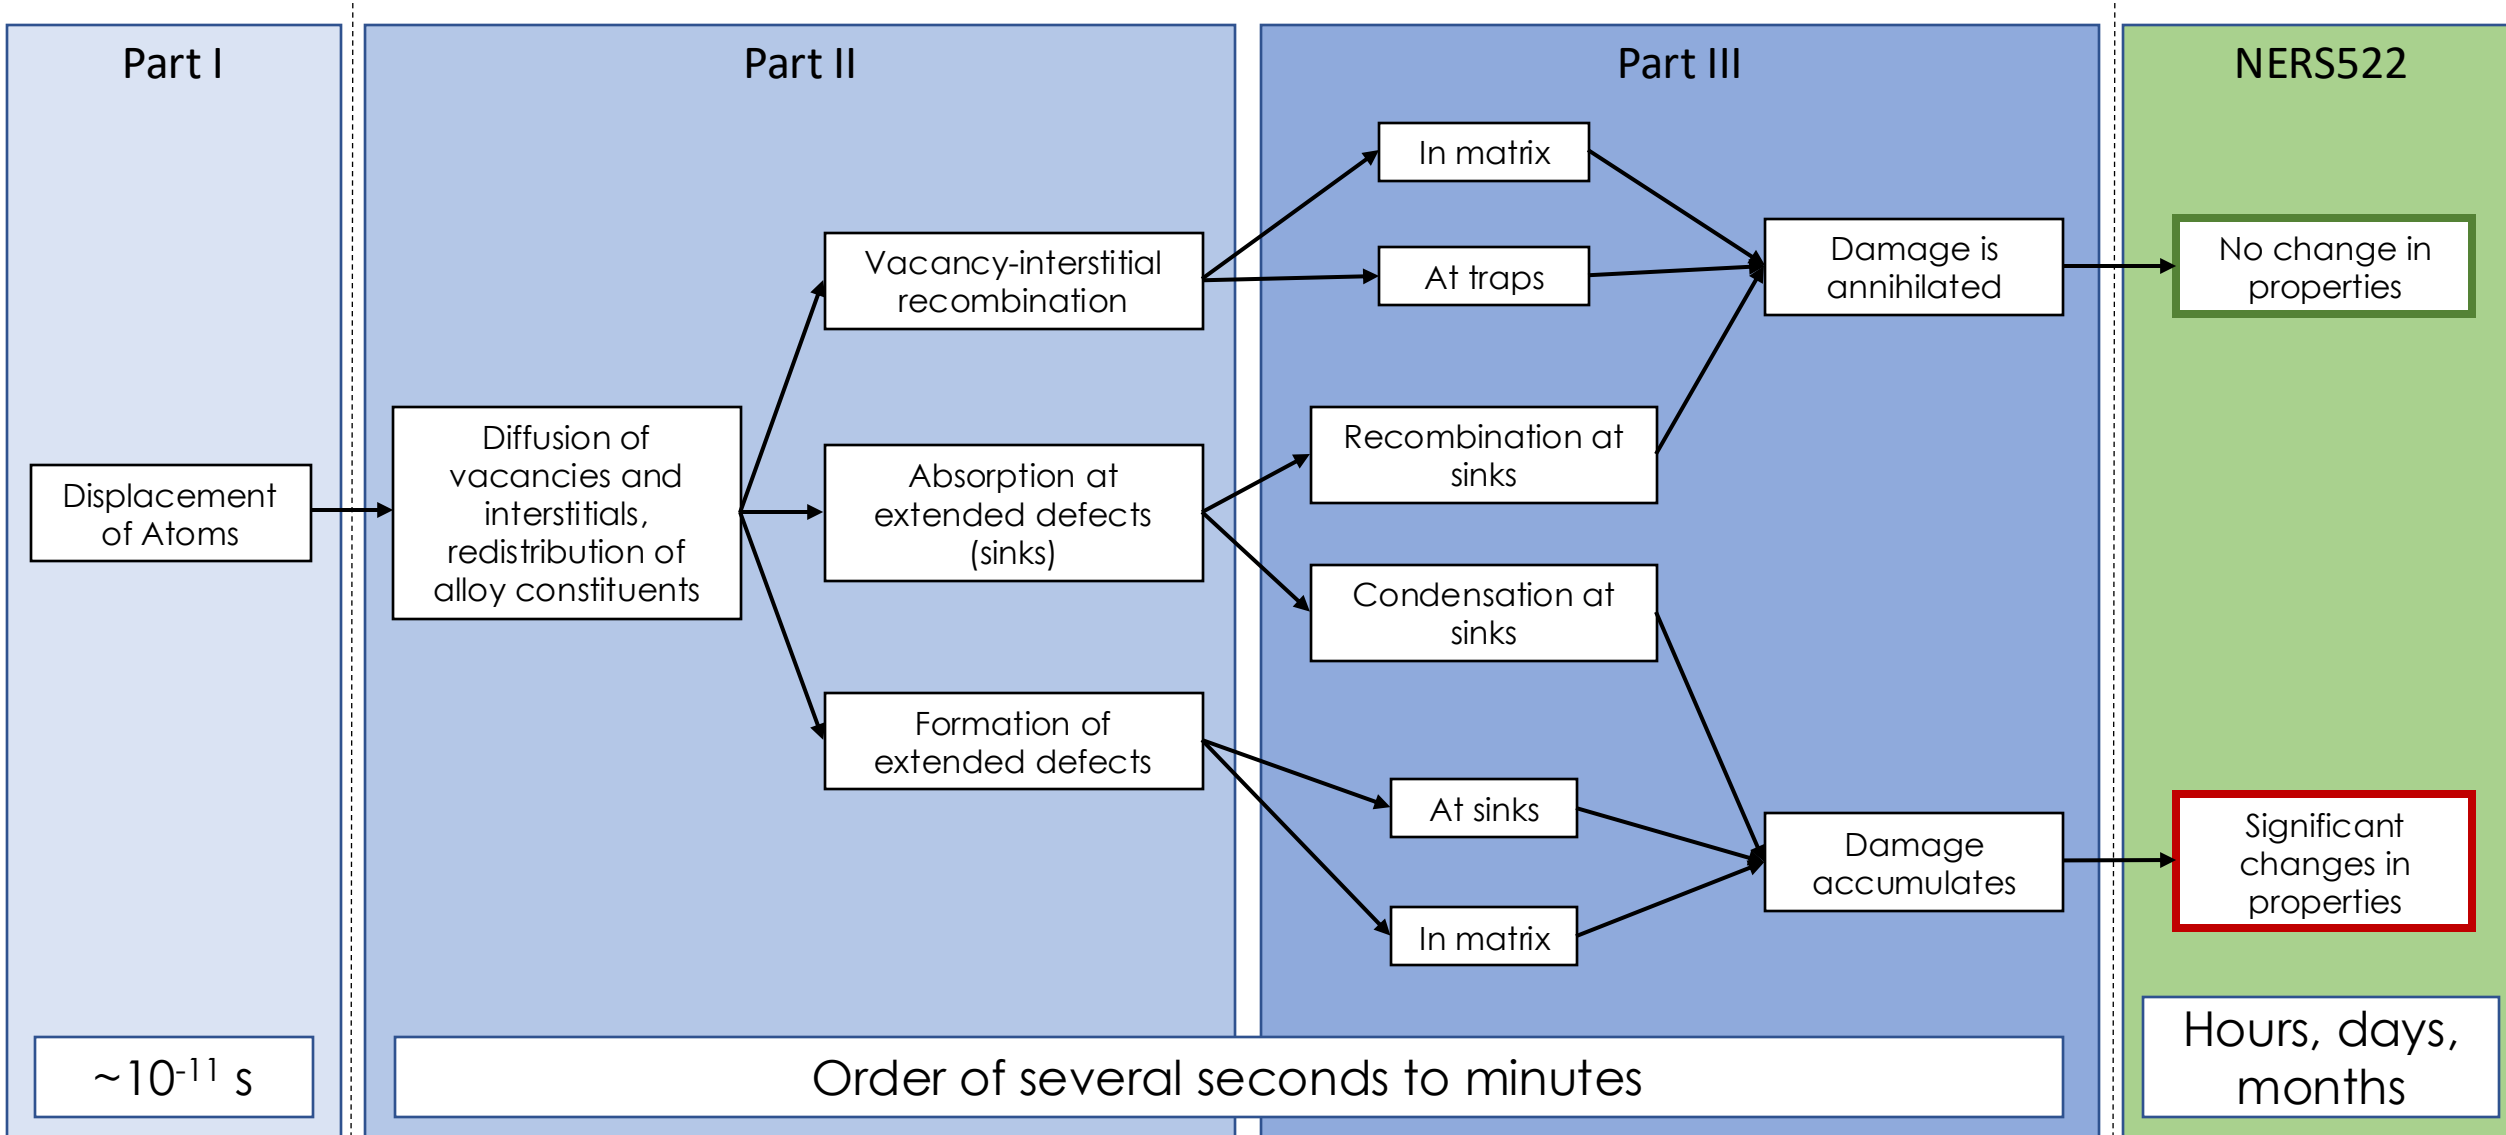 Part I
Part II
Part III
NERS522
Displacement
of Atoms
Diffusion of
vacancies and
interstitials,
redistribution of
alloy constituents
Vacancy-interstitial
recombination
Absorption at
extended defects
(sinks)
Formation of
extended defects
In matrix
At traps
Recombination at
sinks
Condensation at
sinks
At sinks
In matrix
Damage is
annihilated
Damage
accumulates
No change in
properties
Significant
changes in
properties
~10⁻¹¹ s
Order of several seconds to minutes
Hours, days,
months